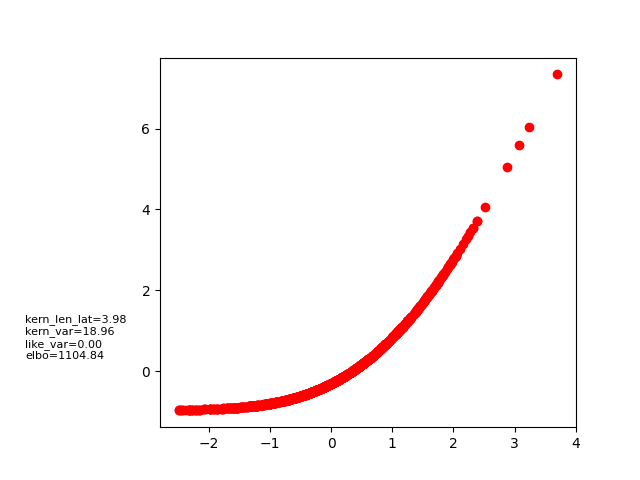 6
4
2
0
kern_len_lat=3.98
kern_var=18.96
like_var=0.00
elbo=1104.84
−2 −1 0 1 2 3 4